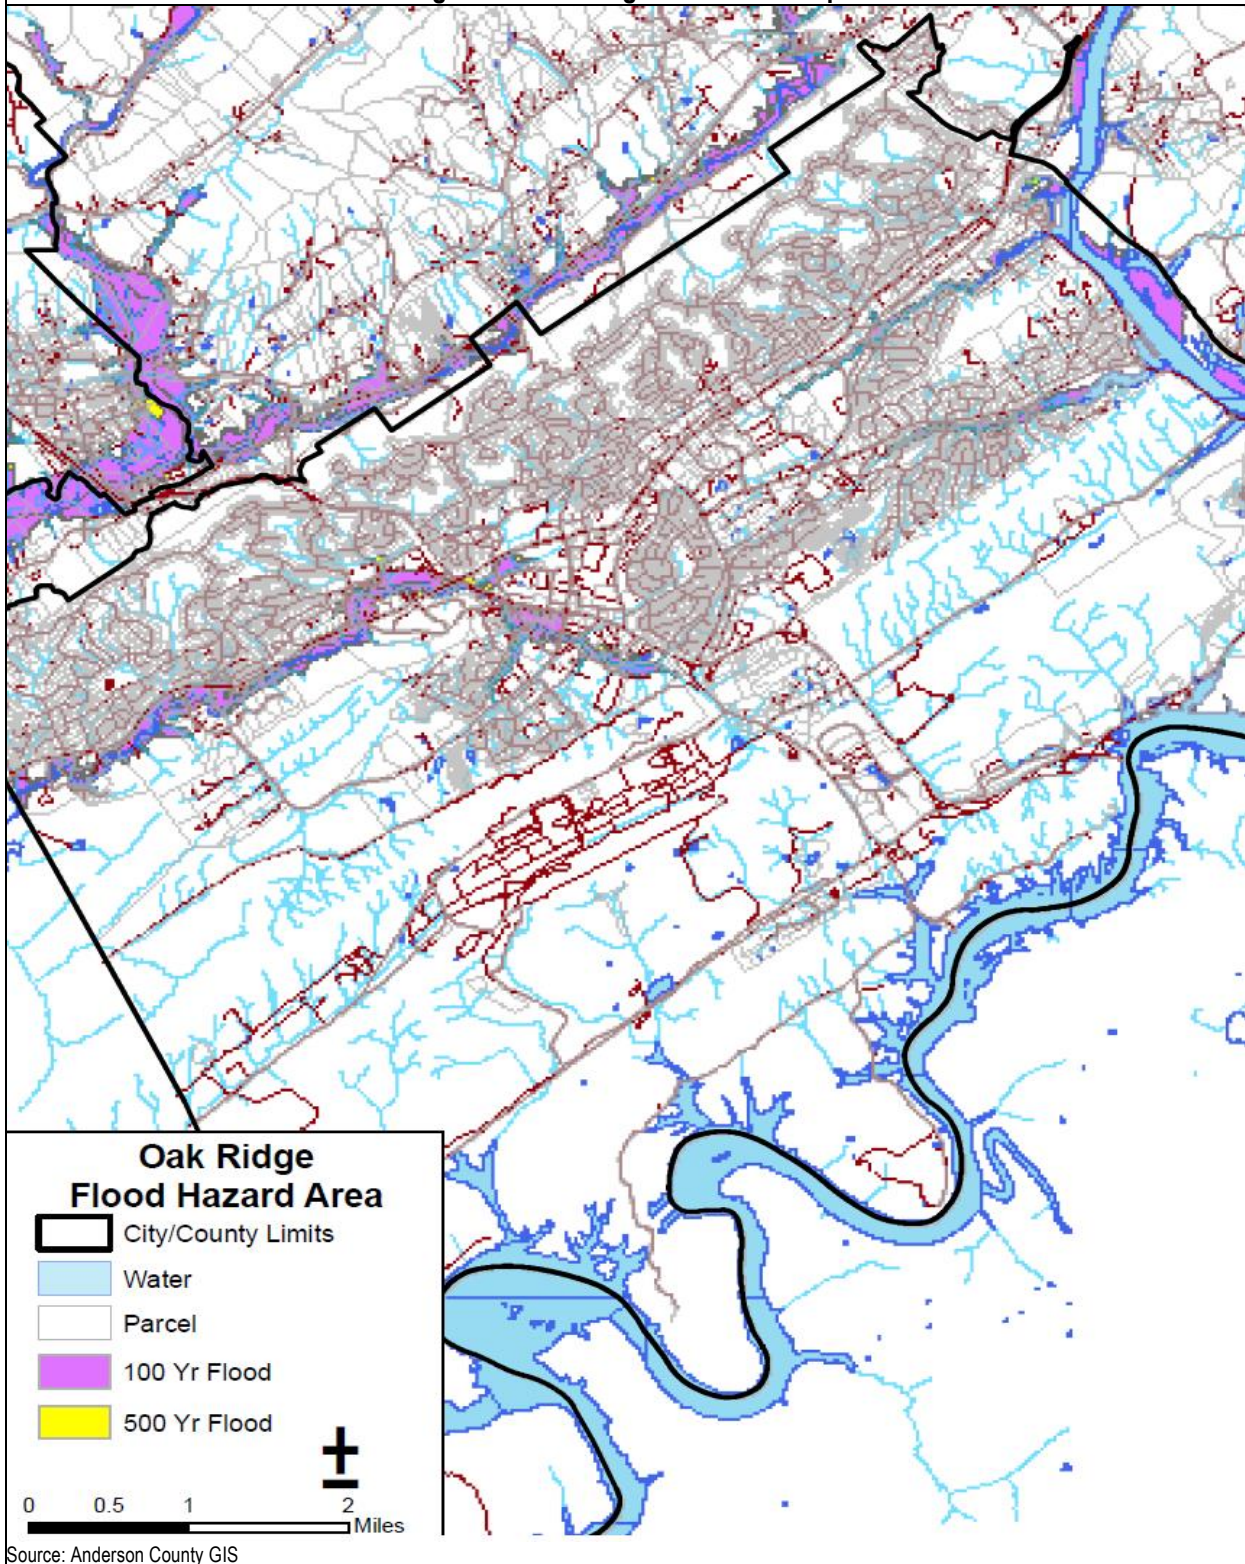 Oak Ridge
Flood Hazard Area
City/County Limits
Water
Parcel
100 Yr Flood
500 Yr Flood
0 0.5 1 2
Miles
Source: Anderson County GIS